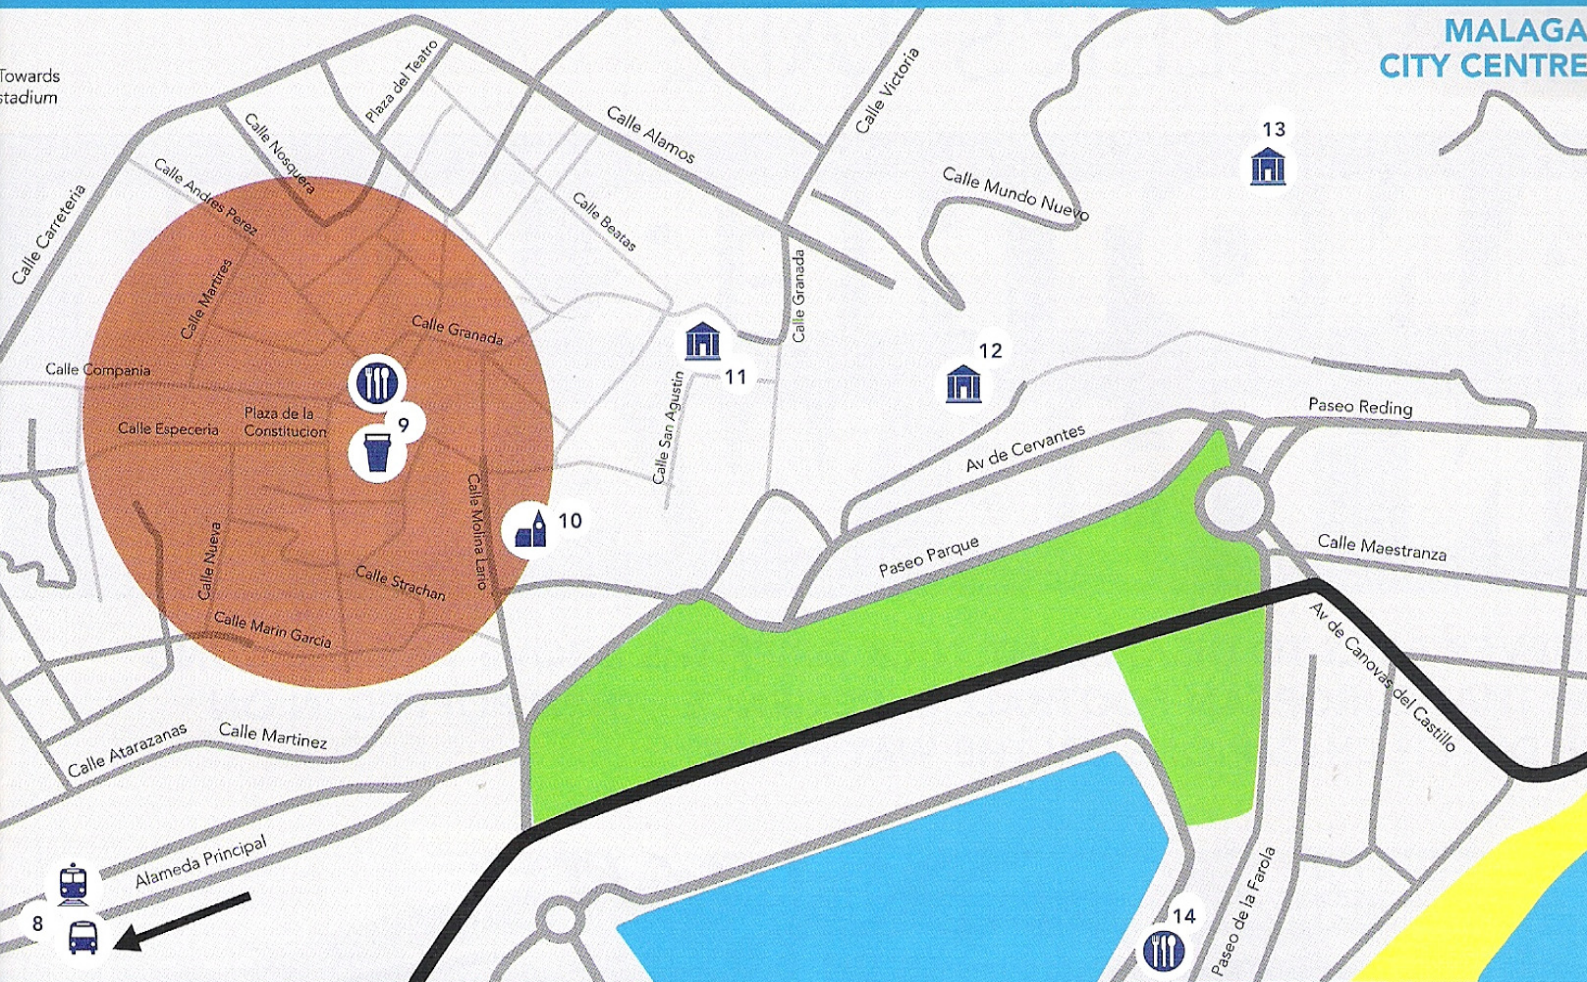 MALAGA
CITY CENTRE
Towards
stadium
Plaza del Teatro
Calle Victoria
Calle Alamos
Calle Nosquera
13
Calle Andres Perez
Calle Mundo Nuevo
Calle Carreteria
Calle Beatas
Calle Martires
Calle Granada
Calle Granada
12
Calle Compania
11
Calle San Agustin
Paseo Reding
Plaza de la
Constitucion
Calle Especeria
9
Av de Cervantes
Calle Molina Lario
10
Paseo Parque
Calle Maestranza
Calle Nueva
Calle Strachan
Calle Marin Garcia
Av de Canovas del Castillo
Calle Atarazanas
Calle Martinez
Alameda Principal
8
Paseo de la Farola
14